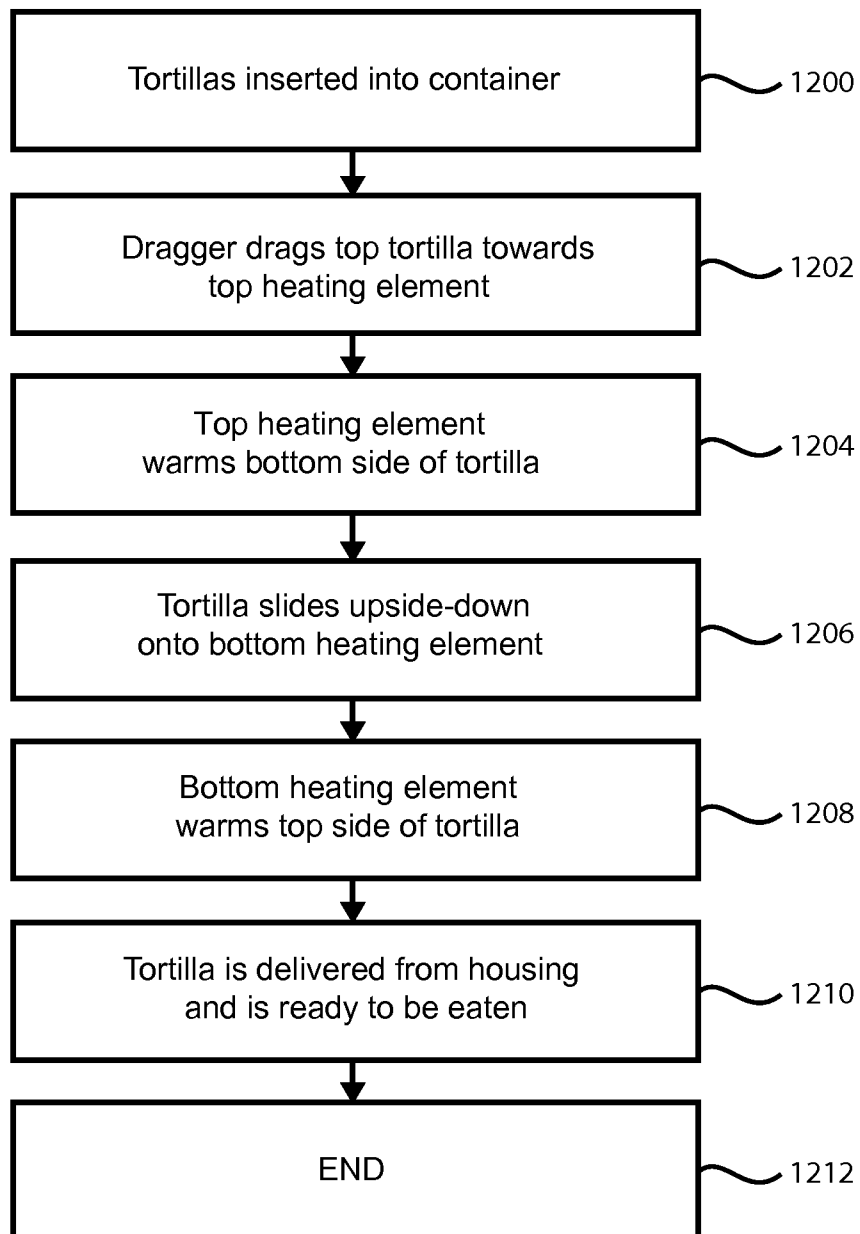 Tortillas inserted into container
1200
Dragger drags top tortilla towards
top heating element
1202
Top heating element
warms bottom side of tortilla
1204
Tortilla slides upside-down
onto bottom heating element
1206
Bottom heating element
warms top side of tortilla
1208
Tortilla is delivered from housing
and is ready to be eaten
1210
END
1212